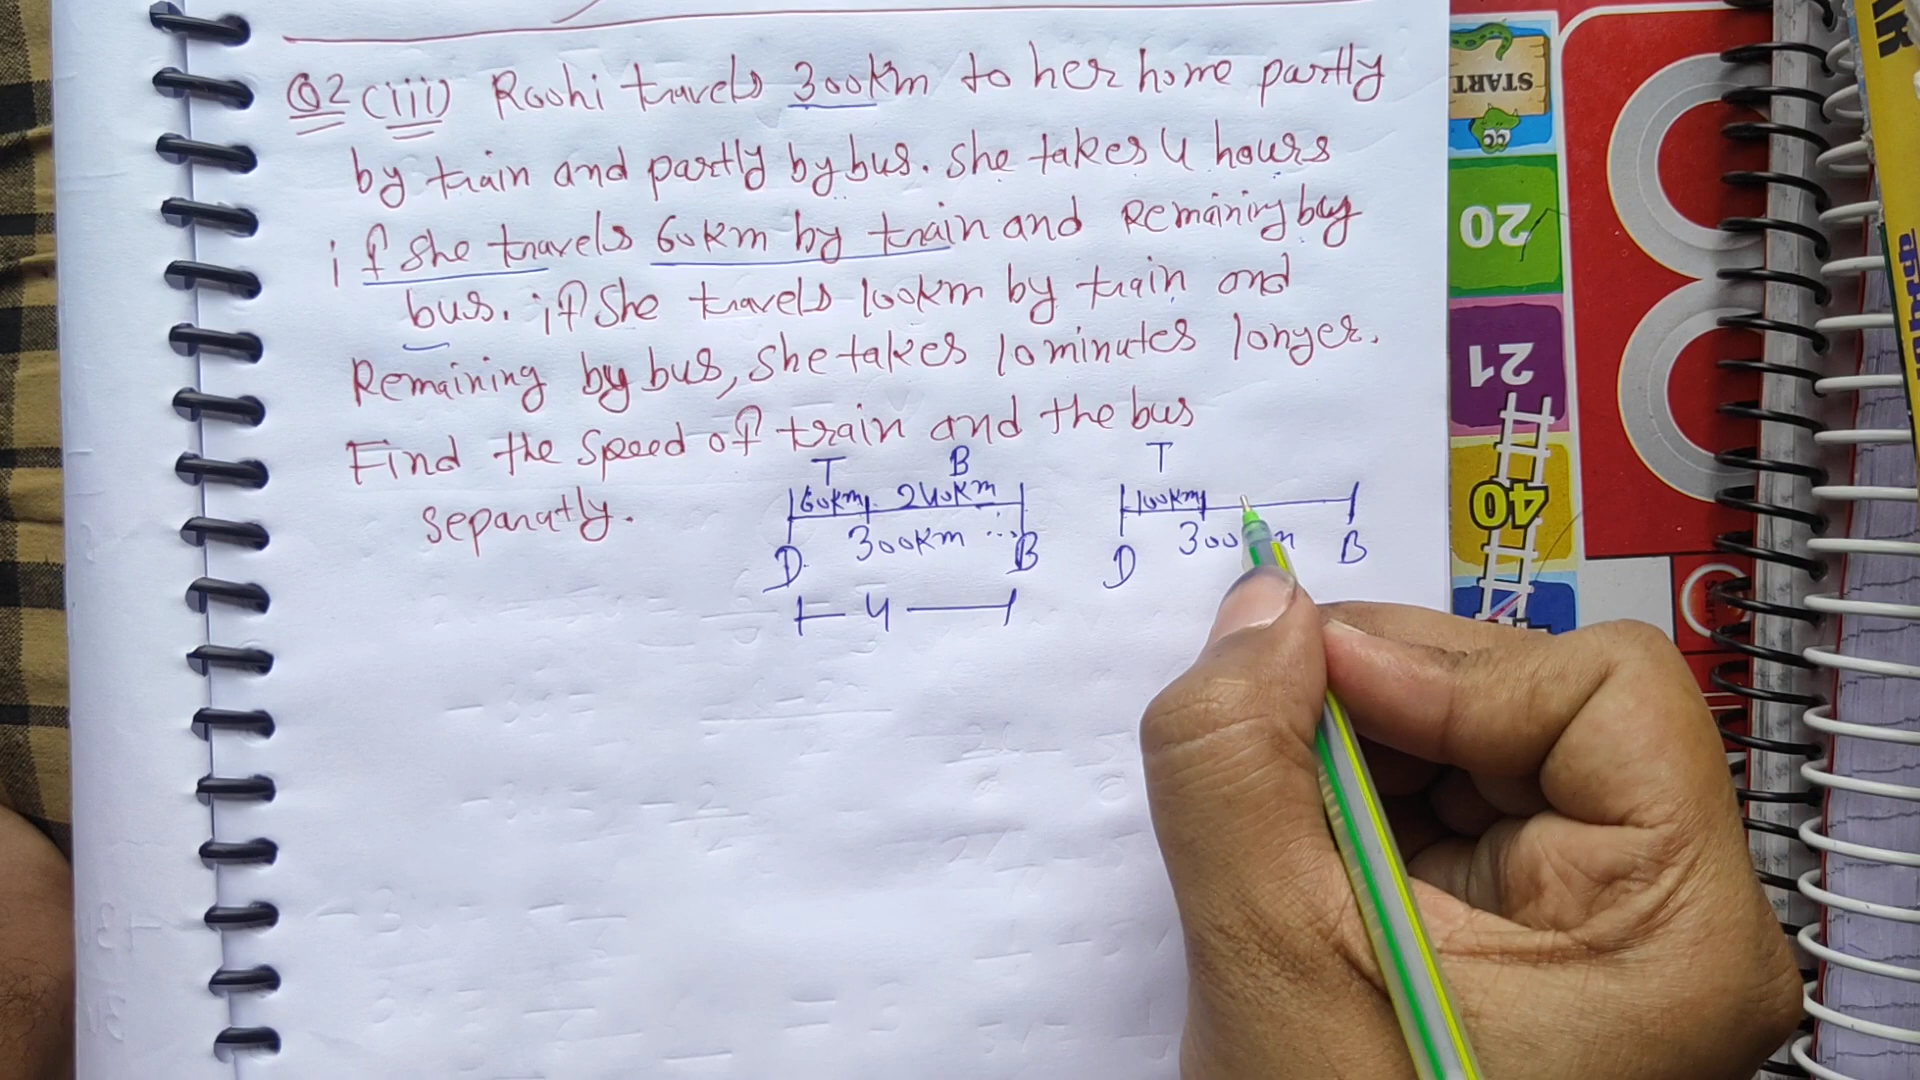 Q2 (iii) Roohi travels 300km to her home partly
by train and partly by bus. she takes 4 hours
if she travels 60km by train and Remaining by
bus. if she travels 100km by train and
Remaining by bus, she takes 10 minutes longer.
Find the speed of train and the bus
separatly.
T B
60km 240km
300km ...
D B
4
T
100km
300 m
D B
START
20
21
40